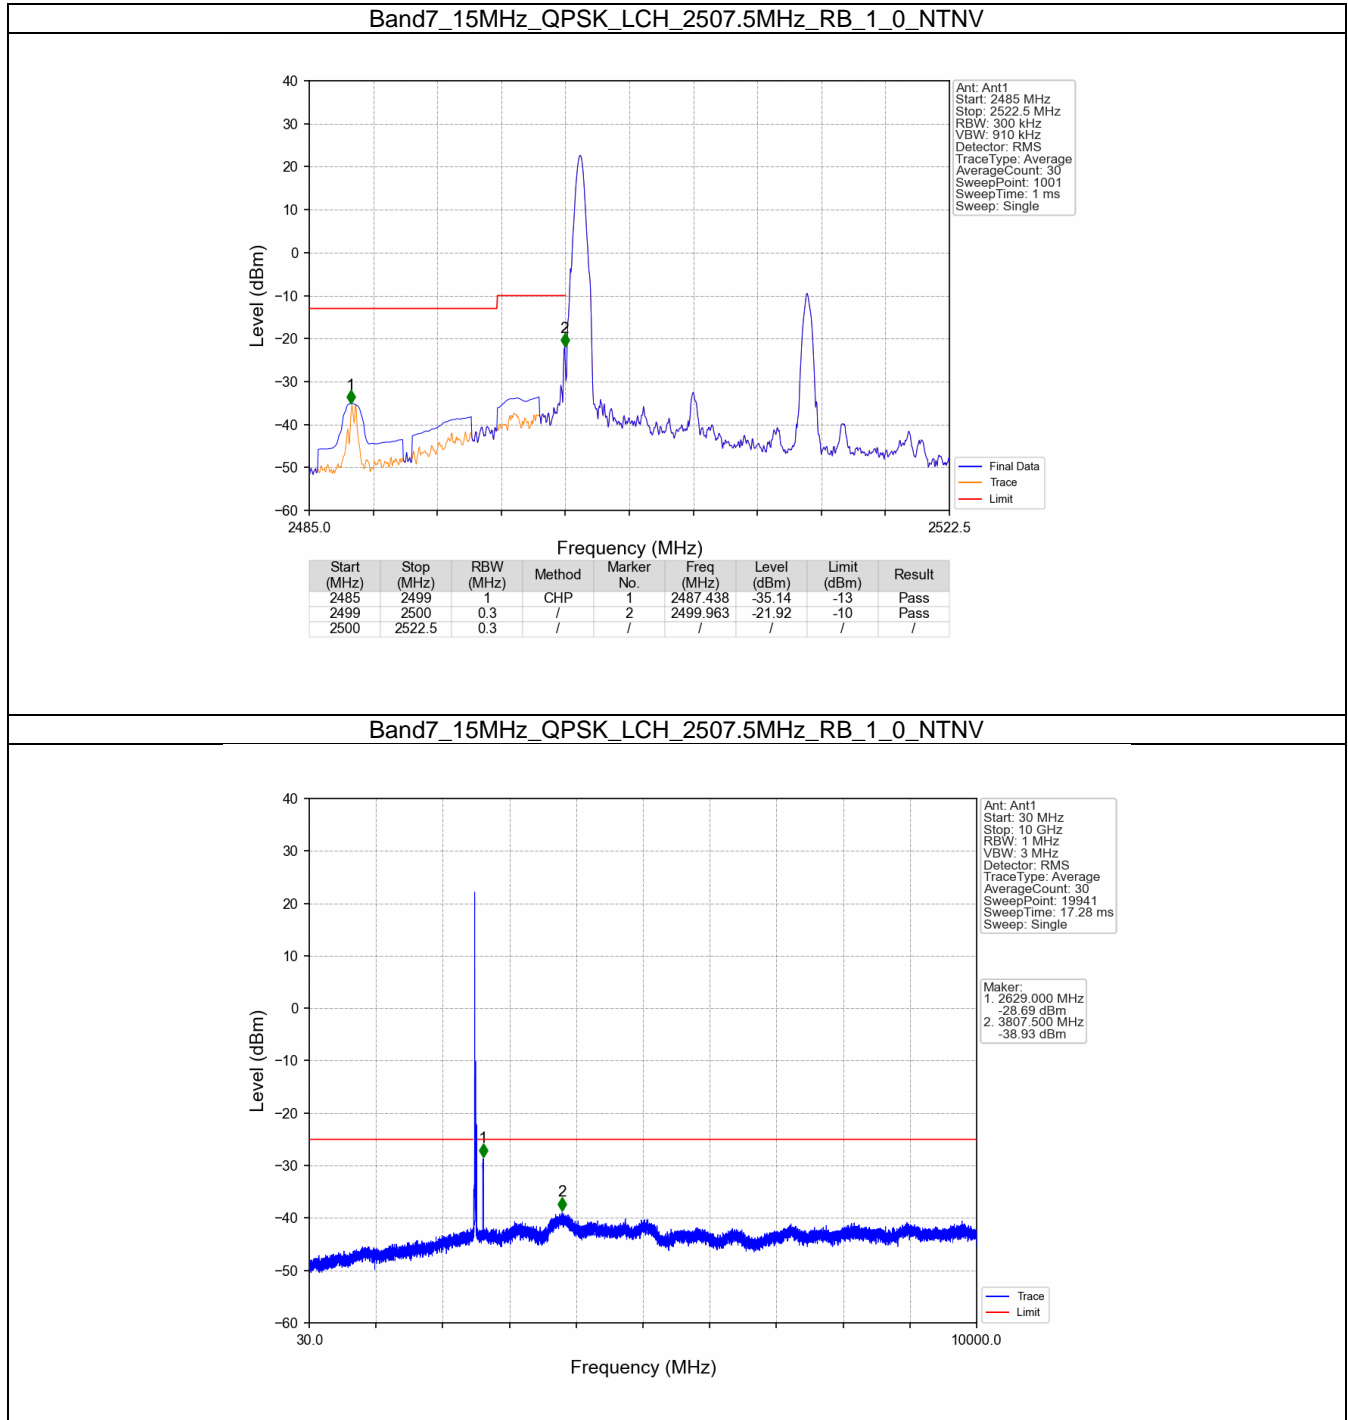 Band7_15MHz_QPSK_LCH_2507.5MHz_RB_1_0_NTNV
40
30
20
10
0
−10
−20
−30
−40
−50
−60
Level (dBm)
1
2
2485.0
2522.5
Frequency (MHz)
Ant: Ant1
Start: 2485 MHz
Stop: 2522.5 MHz
RBW: 300 kHz
VBW: 910 kHz
Detector: RMS
TraceType: Average
AverageCount: 30
SweepPoint: 1001
SweepTime: 1 ms
Sweep: Single
Final Data
Trace
Limit
Start (MHz) Stop (MHz) RBW (MHz) Method Marker No. Freq (MHz) Level (dBm) Limit (dBm) Result
2485 2499 1 CHP 1 2487.438 -35.14 -13 Pass
2499 2500 0.3 / 2 2499.963 -21.92 -10 Pass
2500 2522.5 0.3 / / / / / /
Band7_15MHz_QPSK_LCH_2507.5MHz_RB_1_0_NTNV
40
30
20
10
0
−10
−20
−30
−40
−50
−60
Level (dBm)
1
2
30.0
10000.0
Frequency (MHz)
Ant: Ant1
Start: 30 MHz
Stop: 10 GHz
RBW: 1 MHz
VBW: 3 MHz
Detector: RMS
TraceType: Average
AverageCount: 30
SweepPoint: 19941
SweepTime: 17.28 ms
Sweep: Single
Maker:
1. 2629.000 MHz
-28.69 dBm
2. 3807.500 MHz
-38.93 dBm
Trace
Limit